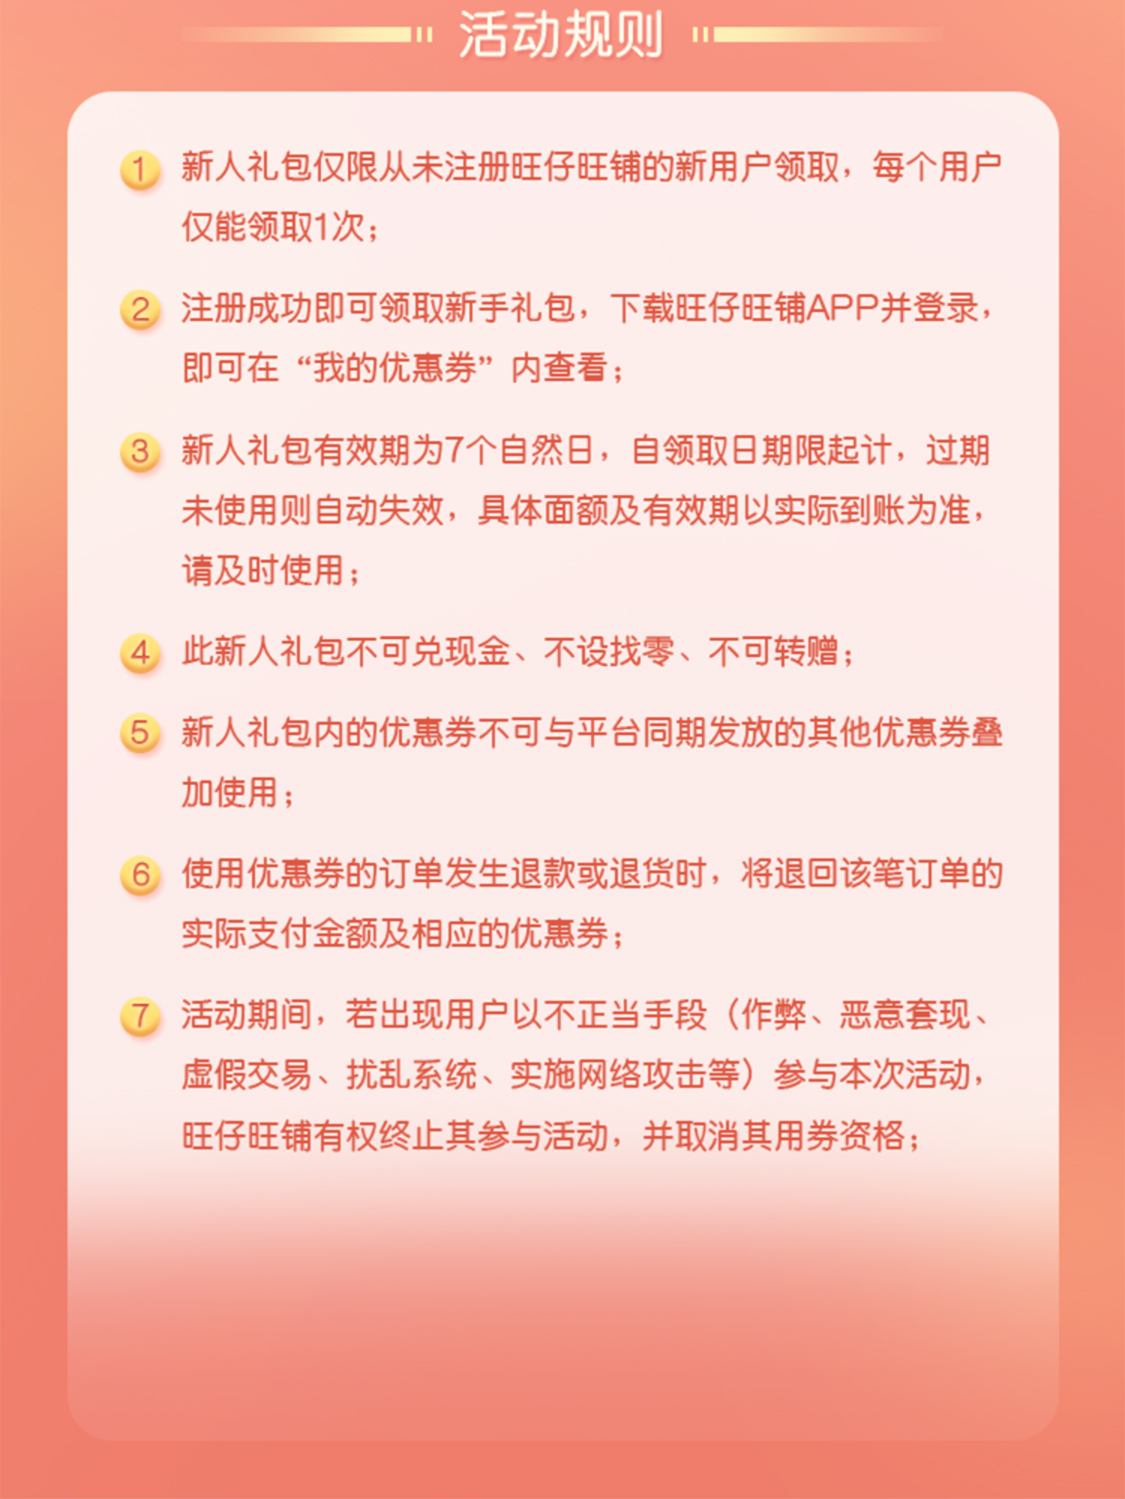 活动规则
1 新人礼包仅限从未注册旺仔旺铺的新用户领取，每个用户
仅能领取1次；
2 注册成功即可领取新手礼包，下载旺仔旺铺APP并登录，
即可在“我的优惠券”内查看；
3 新人礼包有效期为7个自然日，自领取日期限起计，过期
未使用则自动失效，具体面额及有效期以实际到账为准，
请及时使用；
4 此新人礼包不可兑现金、不设找零、不可转赠；
5 新人礼包内的优惠券不可与平台同期发放的其他优惠券叠
加使用；
6 使用优惠券的订单发生退款或退货时，将退回该笔订单的
实际支付金额及相应的优惠券；
7 活动期间，若出现用户以不正当手段（作弊、恶意套现、
虚假交易、扰乱系统、实施网络攻击等）参与本次活动，
旺仔旺铺有权终止其参与活动，并取消其用券资格；